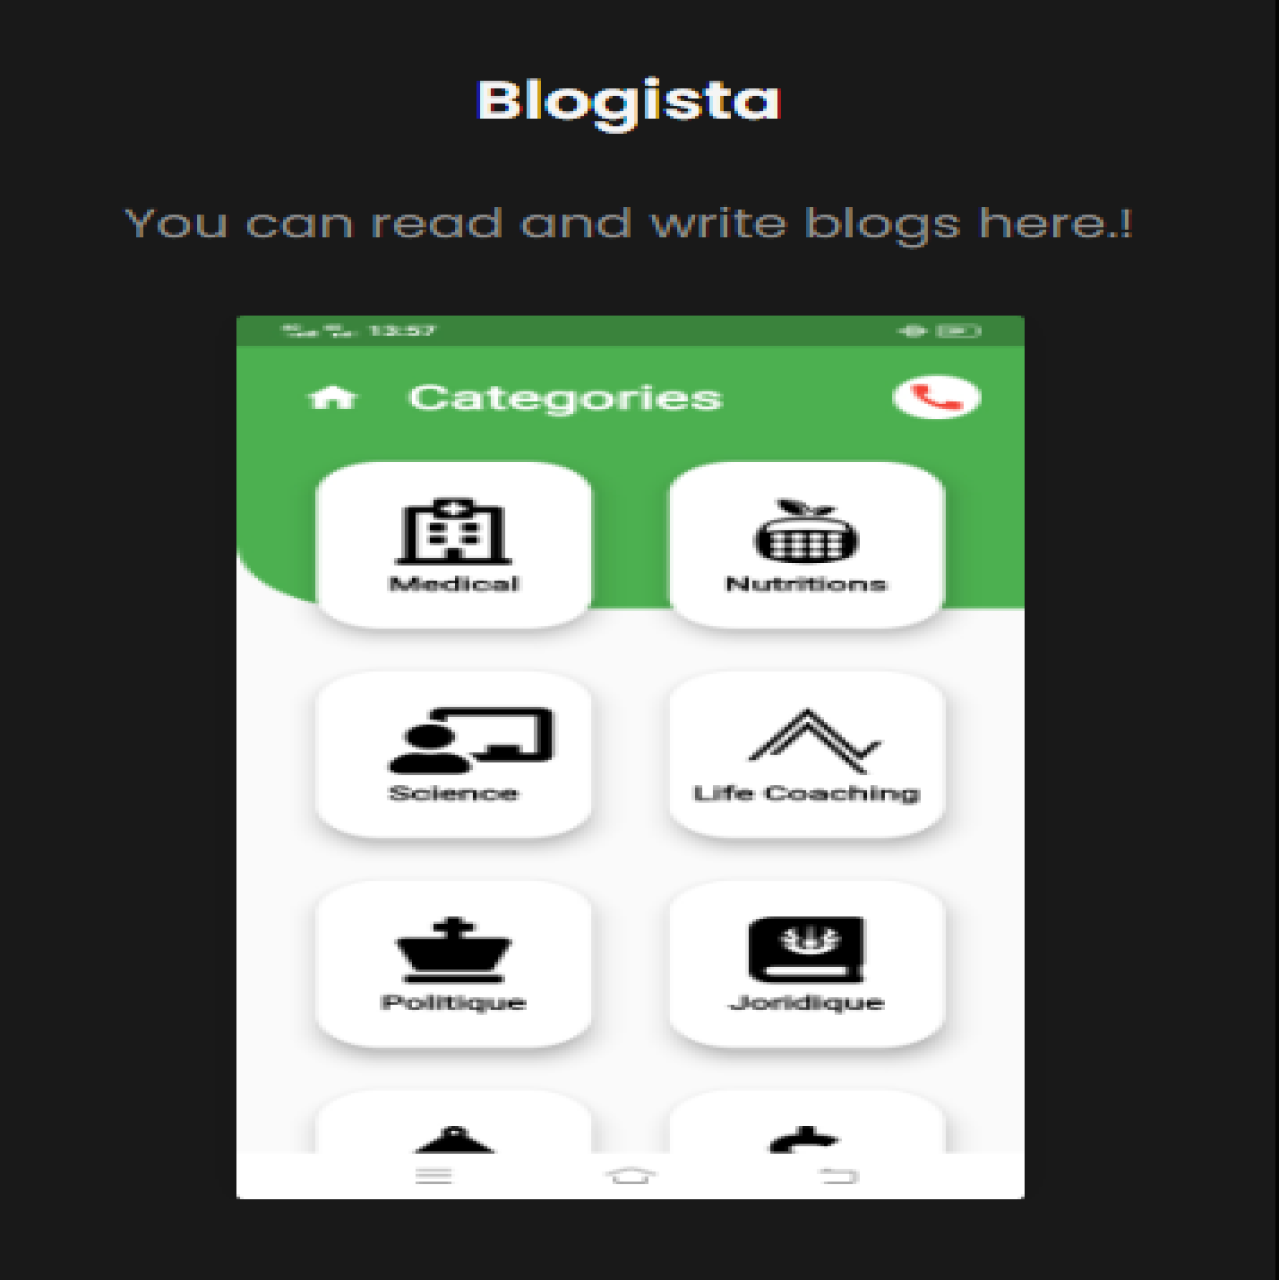 Blogista
You can read and write blogs here.!
13:57
Categories
Medical
Nutritions
Science
Life Coaching
Politique
Joridique